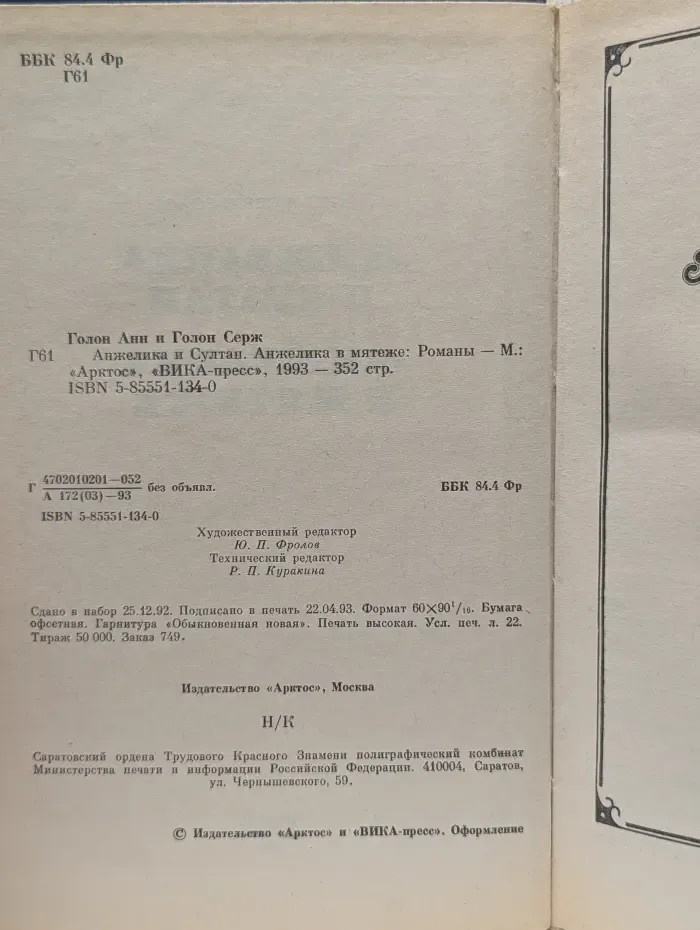 ББК 84.4 Фр
Г61
Голон Анн и Голон Серж
Г61 Анжелика и Султан. Анжелика в мятеже: Романы — М.:
«Арктос», «ВИКА-пресс», 1993 — 352 стр.
ISBN 5-85551-134-0
Г 4702010201—052 / А 172(03)—93 без объявл. ББК 84.4 Фр
ISBN 5-85551-134-0
Художественный редактор
Ю. П. Фролов
Технический редактор
Р. П. Куракина
Сдано в набор 25.12.92. Подписано в печать 22.04.93. Формат 60×90¹/₁₆. Бумага
офсетная. Гарнитура «Обыкновенная новая». Печать высокая. Усл. печ. л. 22.
Тираж 50 000. Заказ 749.
Издательство «Арктос», Москва
Н/К
Саратовский ордена Трудового Красного Знамени полиграфический комбинат
Министерства печати и информации Российской Федерации. 410004, Саратов,
ул. Чернышевского, 59.
© Издательство «Арктос» и «ВИКА-пресс». Оформление